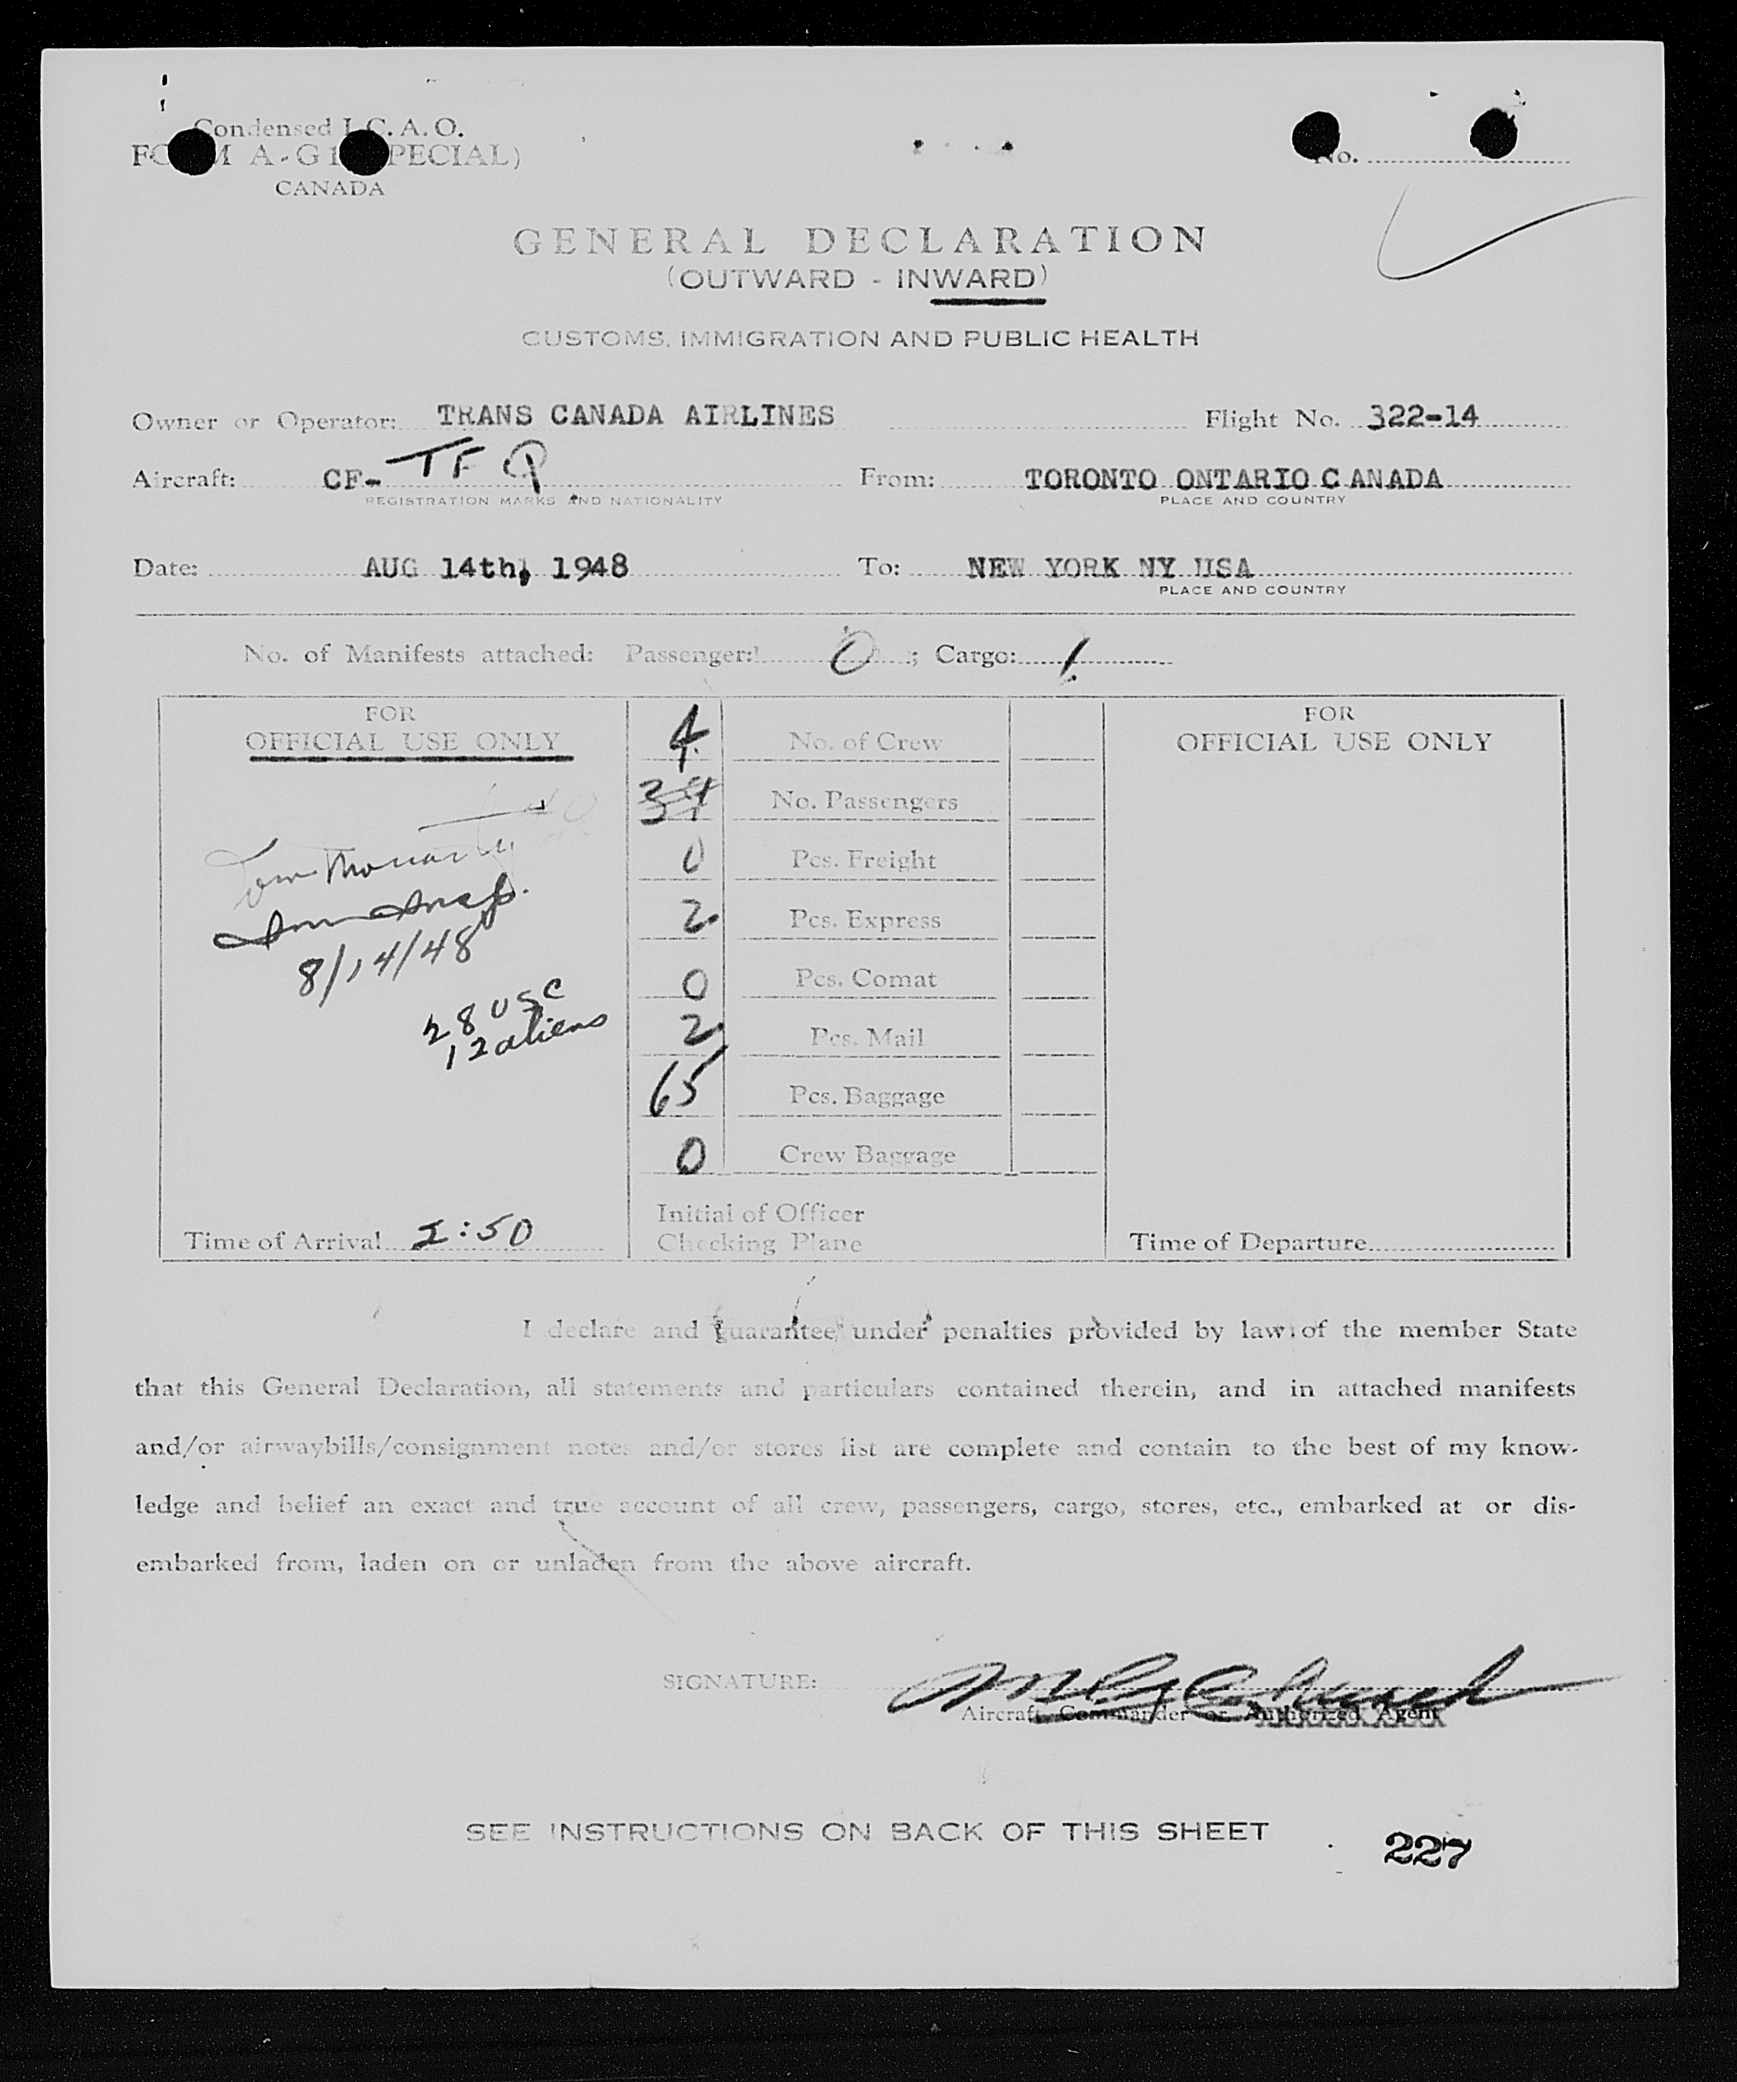 Condensed I. C. A. O.
FORM A-G1 (SPECIAL)
CANADA
No.
GENERAL DECLARATION
(OUTWARD - INWARD)
CUSTOMS, IMMIGRATION AND PUBLIC HEALTH
Owner or Operator: TRANS CANADA AIRLINES Flight No. 322-14
Aircraft: CF- TFQ From: TORONTO ONTARIO CANADA
REGISTRATION MARKS AND NATIONALITY PLACE AND COUNTRY
Date: AUG 14th, 1948 To: NEW YORK NY USA
PLACE AND COUNTRY
No. of Manifests attached: Passenger: 0 ; Cargo: 1
FOR
OFFICIAL USE ONLY
8/14/48
28 USC
12 aliens
Time of Arrival 2:50
4 No. of Crew
No. Passengers
0 Pcs. Freight
2 Pcs. Express
0 Pcs. Comat
2 Pcs. Mail
65 Pcs. Baggage
0 Crew Baggage
Initial of Officer
Checking Plane
FOR
OFFICIAL USE ONLY
Time of Departure
I declare and guarantee under penalties provided by law of the member State
that this General Declaration, all statements and particulars contained therein, and in attached manifests
and/or airwaybills/consignment notes and/or stores list are complete and contain to the best of my know-
ledge and belief an exact and true account of all crew, passengers, cargo, stores, etc., embarked at or dis-
embarked from, laden on or unladen from the above aircraft.
SIGNATURE:
Aircraft Commander or Authorized Agent
SEE INSTRUCTIONS ON BACK OF THIS SHEET
227